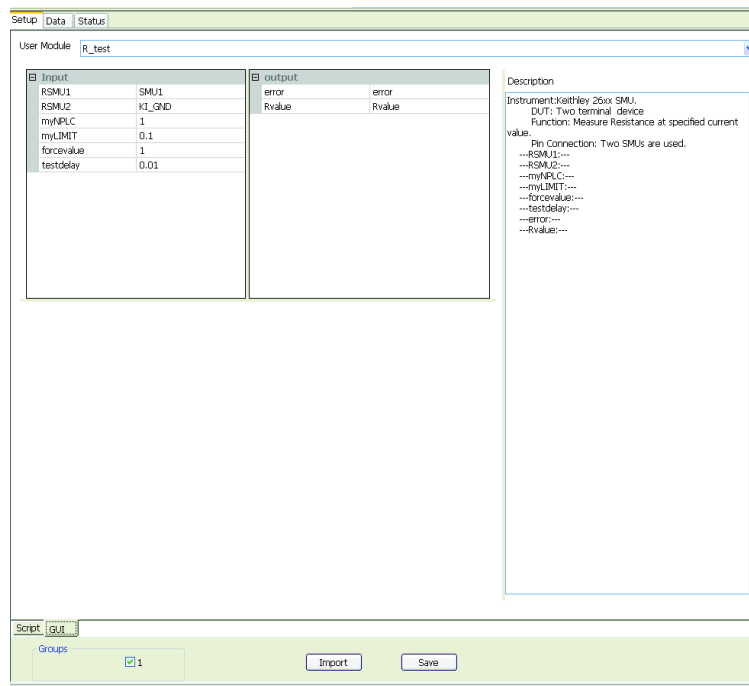 Setup Data Status
User Module R_test
Input
RSMU1 SMU1
RSMU2 KI_GND
myNPLC 1
myLIMIT 0.1
forcevalue 1
testdelay 0.01
output
error error
Rvalue Rvalue
Description
Instrument:Keithley 26xx SMU.
DUT: Two terminal device
Function: Measure Resistance at specified current
value.
Pin Connection: Two SMUs are used.
---RSMU1:---
---RSMU2:---
---myNPLC:---
---myLIMIT:---
---forcevalue:---
---testdelay:---
---error:---
---Rvalue:---
Script GUI
Groups
1
Import Save